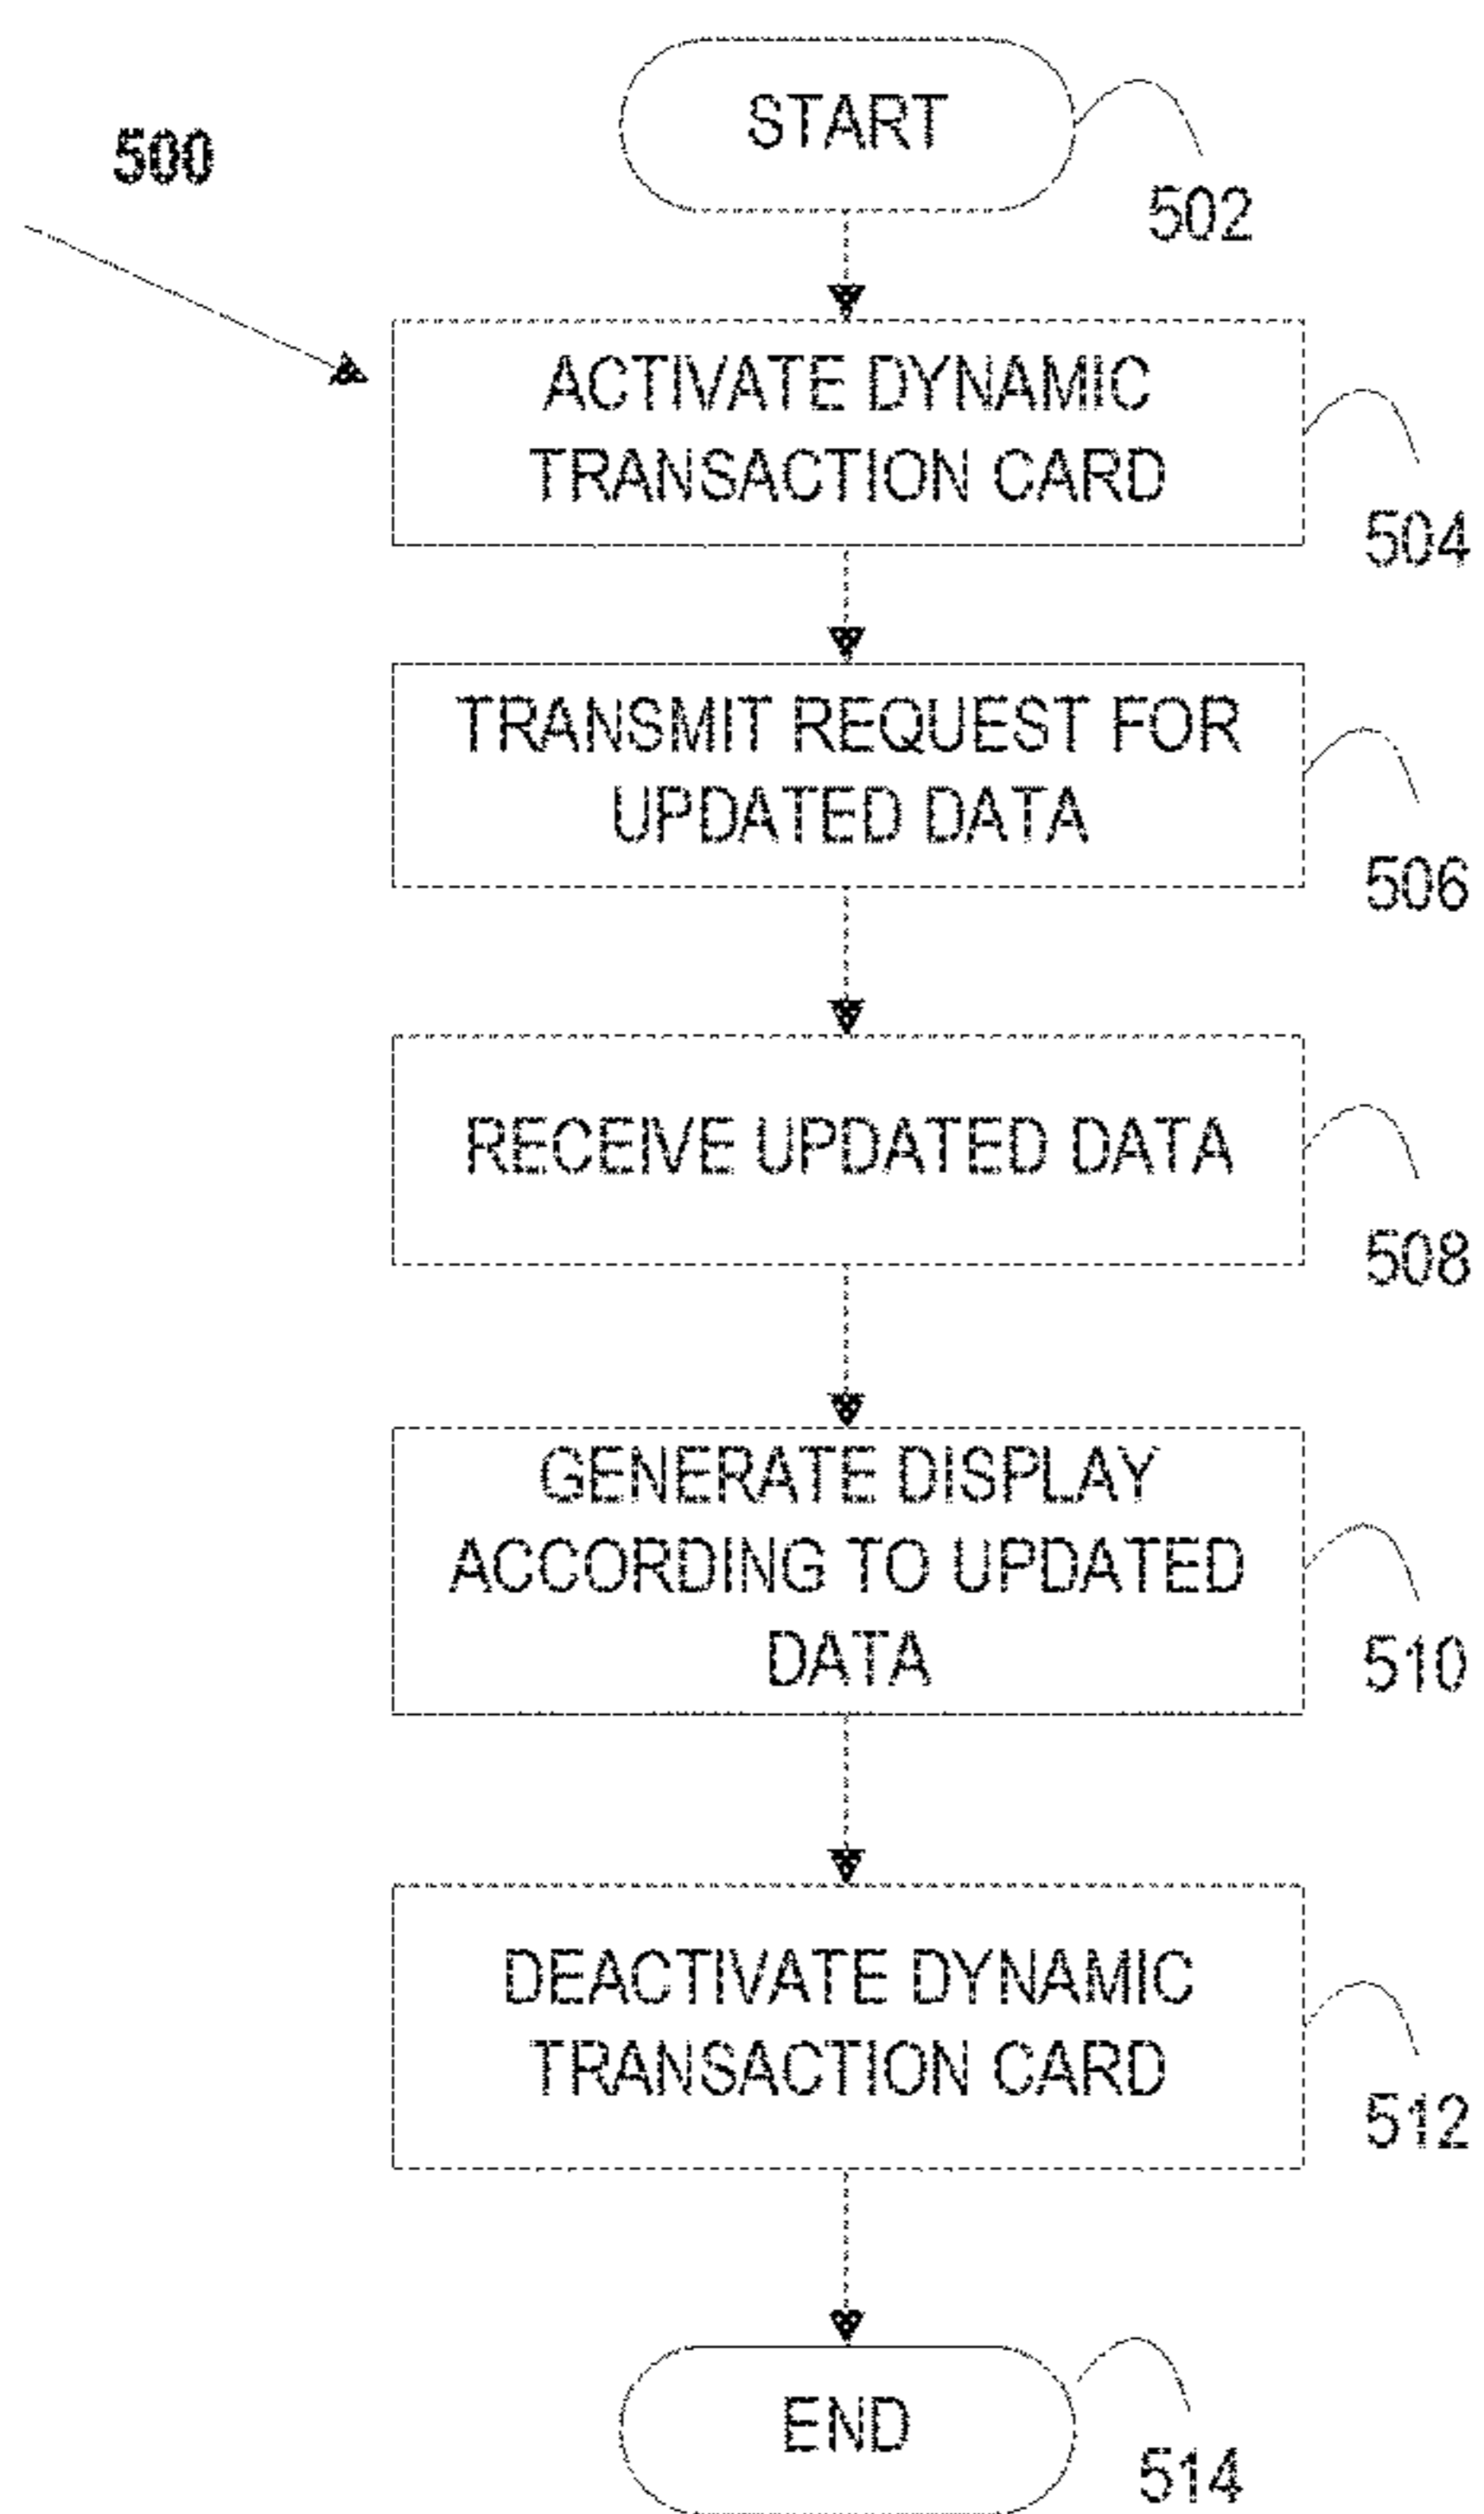 START
500
502
ACTIVATE DYNAMIC
TRANSACTION CARD
504
TRANSMIT REQUEST FOR
UPDATED DATA
506
RECEIVE UPDATED DATA
508
GENERATE DISPLAY
ACCORDING TO UPDATED
DATA
510
DEACTIVATE DYNAMIC
TRANSACTION CARD
512
END
514